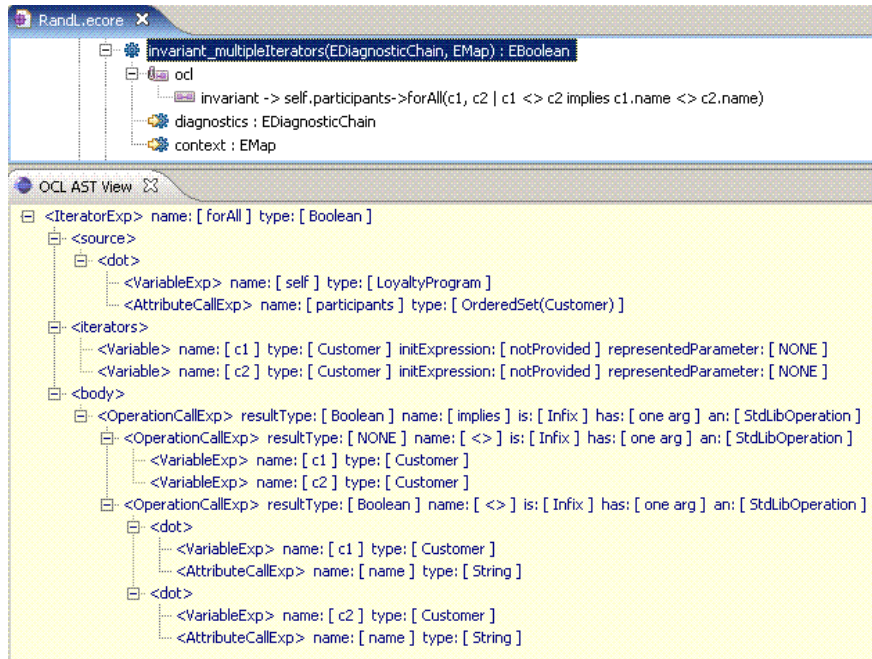 RandL.ecore
invariant_multipleIterators(EDiagnosticChain, EMap) : EBoolean
ocl
invariant -> self.participants->forAll(c1, c2 | c1 <> c2 implies c1.name <> c2.name)
diagnostics : EDiagnosticChain
context : EMap
OCL AST View
<IteratorExp> name: [ forAll ] type: [ Boolean ]
<source>
<dot>
<VariableExp> name: [ self ] type: [ LoyaltyProgram ]
<AttributeCallExp> name: [ participants ] type: [ OrderedSet(Customer) ]
<iterators>
<Variable> name: [ c1 ] type: [ Customer ] initExpression: [ notProvided ] representedParameter: [ NONE ]
<Variable> name: [ c2 ] type: [ Customer ] initExpression: [ notProvided ] representedParameter: [ NONE ]
<body>
<OperationCallExp> resultType: [ Boolean ] name: [ implies ] is: [ Infix ] has: [ one arg ] an: [ StdLibOperation ]
<OperationCallExp> resultType: [ NONE ] name: [ <> ] is: [ Infix ] has: [ one arg ] an: [ StdLibOperation ]
<VariableExp> name: [ c1 ] type: [ Customer ]
<VariableExp> name: [ c2 ] type: [ Customer ]
<OperationCallExp> resultType: [ Boolean ] name: [ <> ] is: [ Infix ] has: [ one arg ] an: [ StdLibOperation ]
<dot>
<VariableExp> name: [ c1 ] type: [ Customer ]
<AttributeCallExp> name: [ name ] type: [ String ]
<dot>
<VariableExp> name: [ c2 ] type: [ Customer ]
<AttributeCallExp> name: [ name ] type: [ String ]